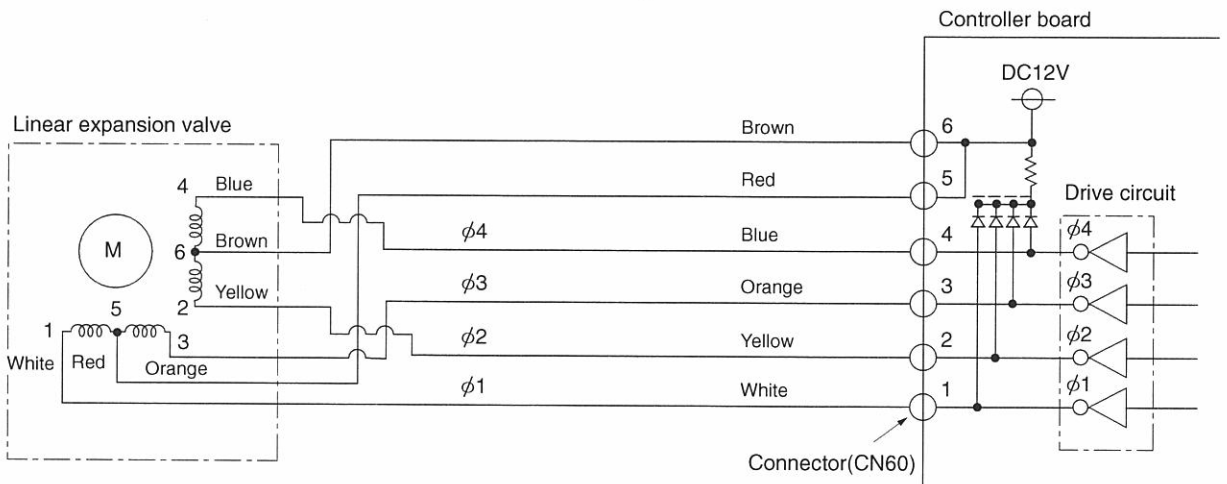 Controller board
DC12V
Linear expansion valve
Brown
6
4
Blue
Red
5
Drive circuit
M
6
Brown
ϕ4
Blue
4
ϕ4
2
Yellow
ϕ3
Orange
3
ϕ3
1
5
3
ϕ2
Yellow
2
ϕ2
White
Red
Orange
ϕ1
White
1
ϕ1
Connector(CN60)